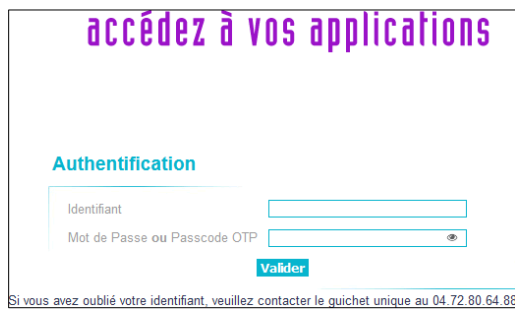 accédez à vos applications
Authentification
Identifiant
Mot de Passe ou Passcode OTP
Valider
Si vous avez oublié votre identifiant, veuillez contacter le guichet unique au 04.72.80.64.88